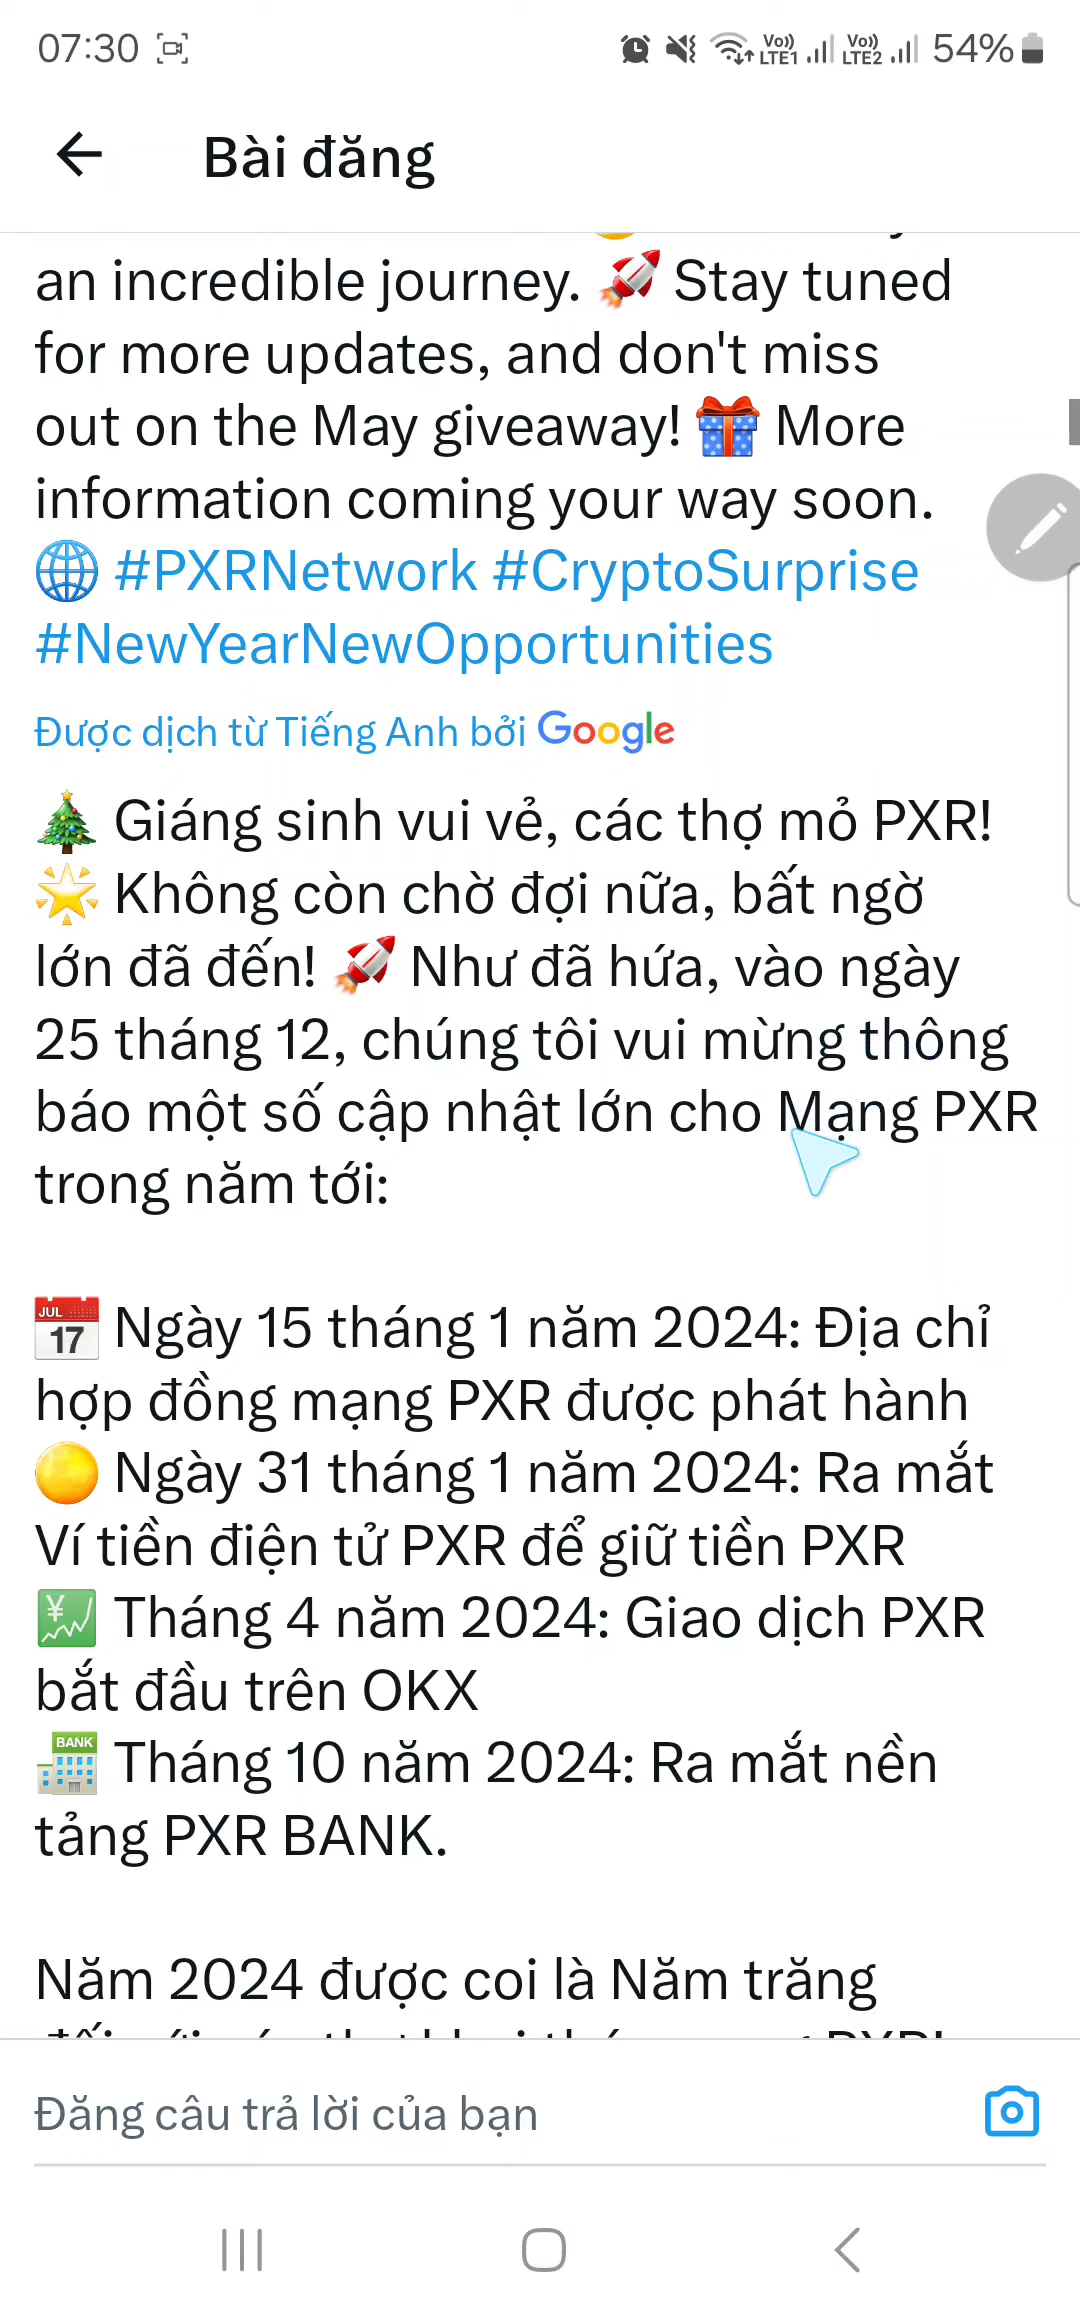 07:30 Vo)) LTE1 Vo)) LTE2 54%
Bài đăng
an incredible journey. 🚀 Stay tuned
for more updates, and don't miss
out on the May giveaway! 🎁 More
information coming your way soon.
🌐 #PXRNetwork #CryptoSurprise
#NewYearNewOpportunities
Được dịch từ Tiếng Anh bởi Google
🎄 Giáng sinh vui vẻ, các thợ mỏ PXR!
🌟 Không còn chờ đợi nữa, bất ngờ
lớn đã đến! 🚀 Như đã hứa, vào ngày
25 tháng 12, chúng tôi vui mừng thông
báo một số cập nhật lớn cho Mạng PXR
trong năm tới:
📅 Ngày 15 tháng 1 năm 2024: Địa chỉ
hợp đồng mạng PXR được phát hành
🌕 Ngày 31 tháng 1 năm 2024: Ra mắt
Ví tiền điện tử PXR để giữ tiền PXR
💹 Tháng 4 năm 2024: Giao dịch PXR
bắt đầu trên OKX
🏦 Tháng 10 năm 2024: Ra mắt nền
tảng PXR BANK.
Năm 2024 được coi là Năm trăng
Đăng câu trả lời của bạn